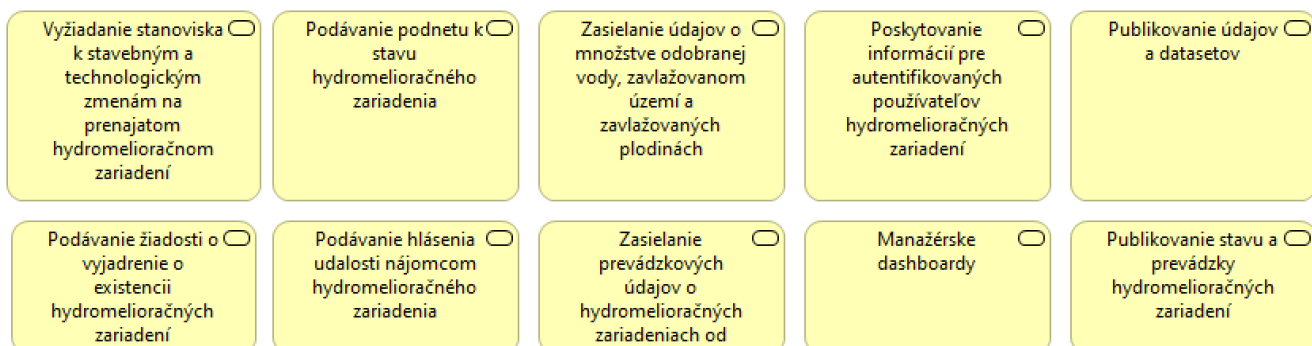 Vyžiadanie stanoviska
k stavebným a
technologickým
zmenám na
prenajatom
hydromelioračnom
zariadení
Podávanie podnetu k
stavu
hydromelioračného
zariadenia
Zasielanie údajov o
množstve odobranej
vody, zavlažovanom
území a
zavlažovaných
plodinách
Poskytovanie
informácií pre
autentifikovaných
používateľov
hydromelioračných
zariadení
Publikovanie údajov
a datasetov
Podávanie žiadosti o
vyjadrenie o
existencii
hydromelioračných
zariadení
Podávanie hlásenia
udalosti nájomcom
hydromelioračného
zariadenia
Zasielanie
prevádzkových
údajov o
hydromelioračných
zariadeniach od
Manažérske
dashboardy
Publikovanie stavu a
prevádzky
hydromelioračných
zariadení